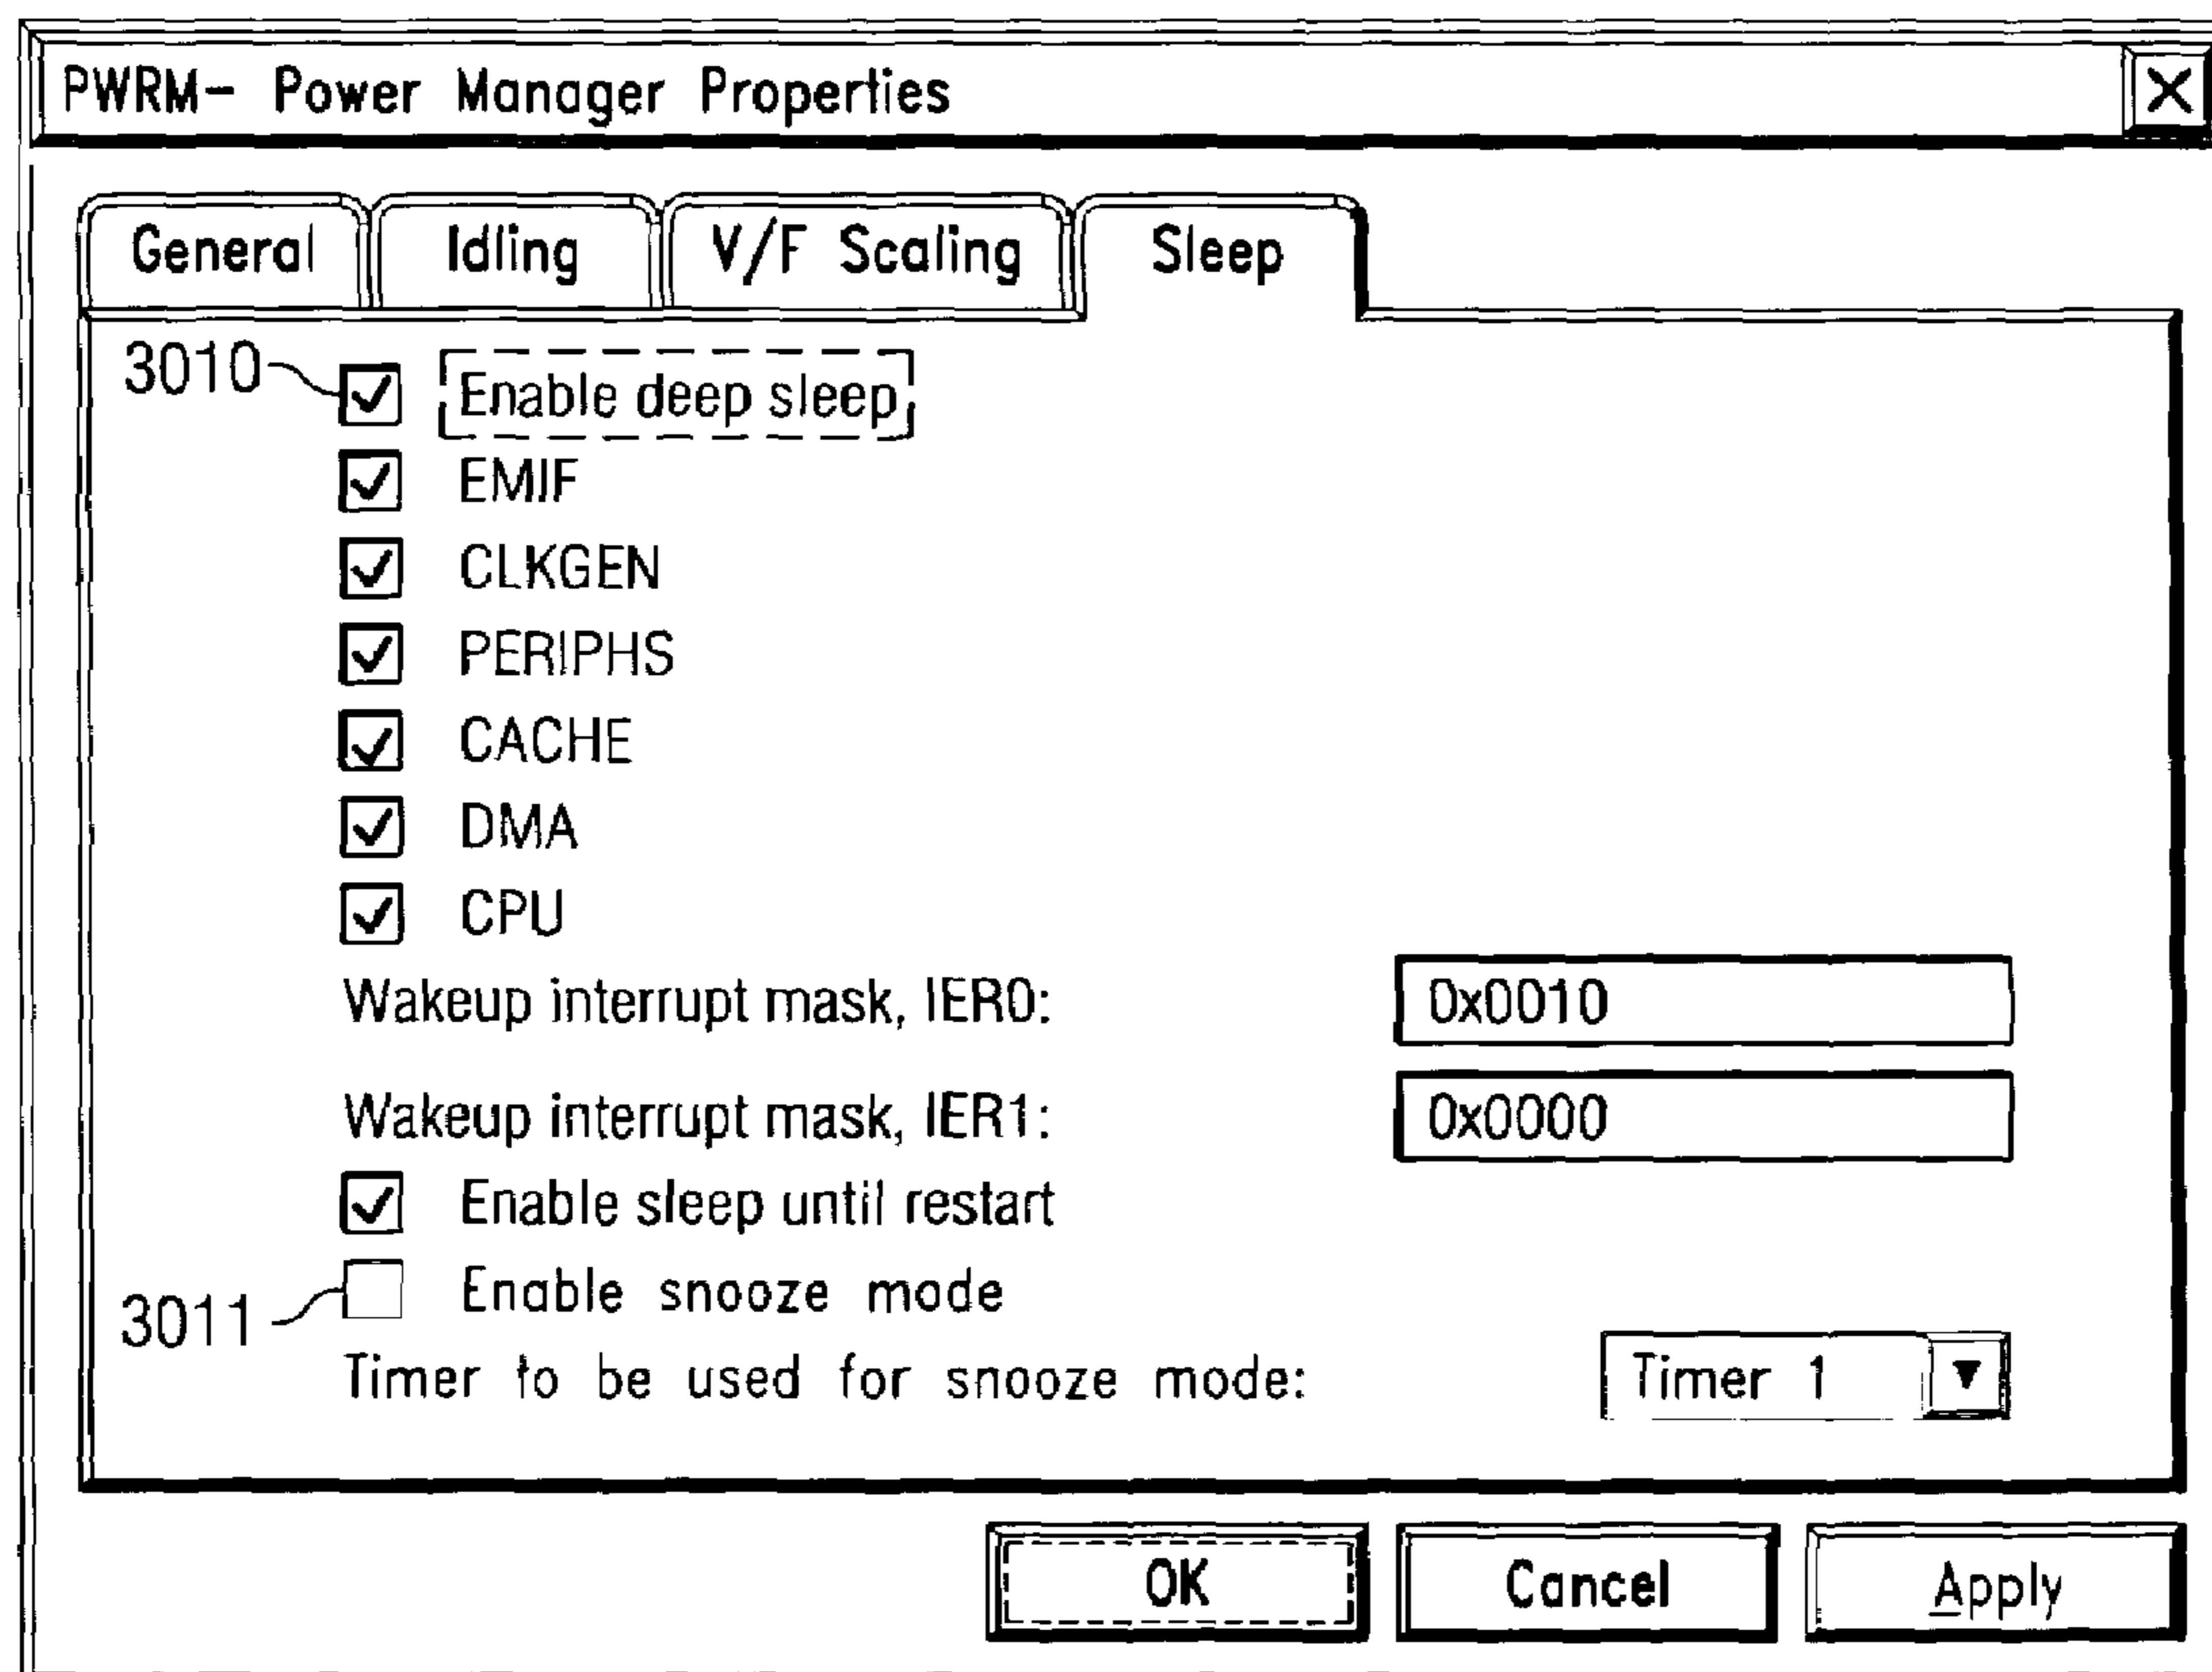 PWRM- Power Manager Properties
General Idling V/F Scaling Sleep
3010 Enable deep sleep
EMIF
CLKGEN
PERIPHS
CACHE
DMA
CPU
Wakeup interrupt mask, IER0: 0x0010
Wakeup interrupt mask, IER1: 0x0000
Enable sleep until restart
3011 Enable snooze mode
Timer to be used for snooze mode: Timer 1
OK Cancel Apply